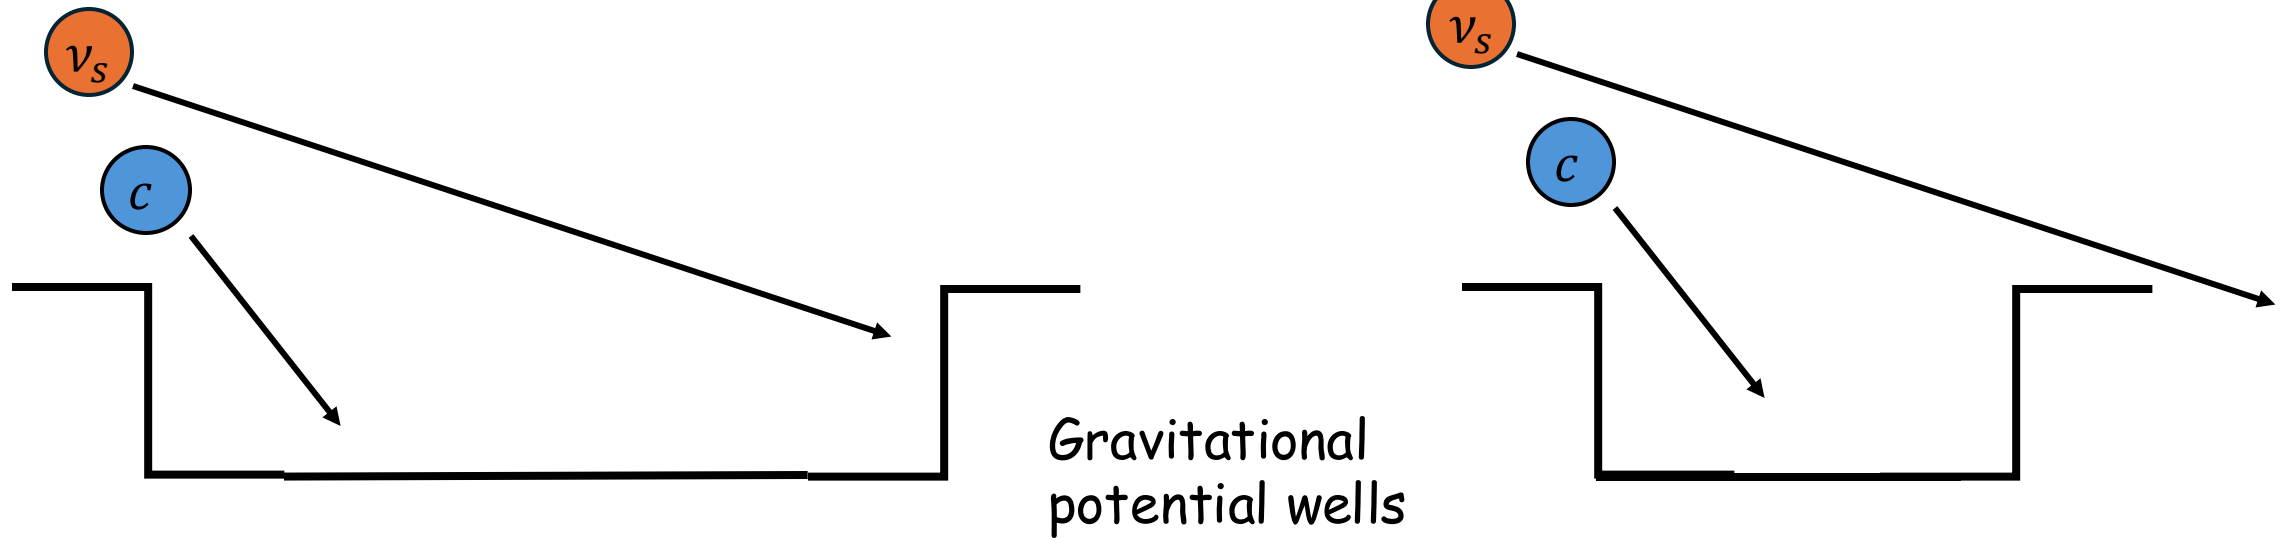 νₛ
c
Gravitational
potential wells
νₛ
c